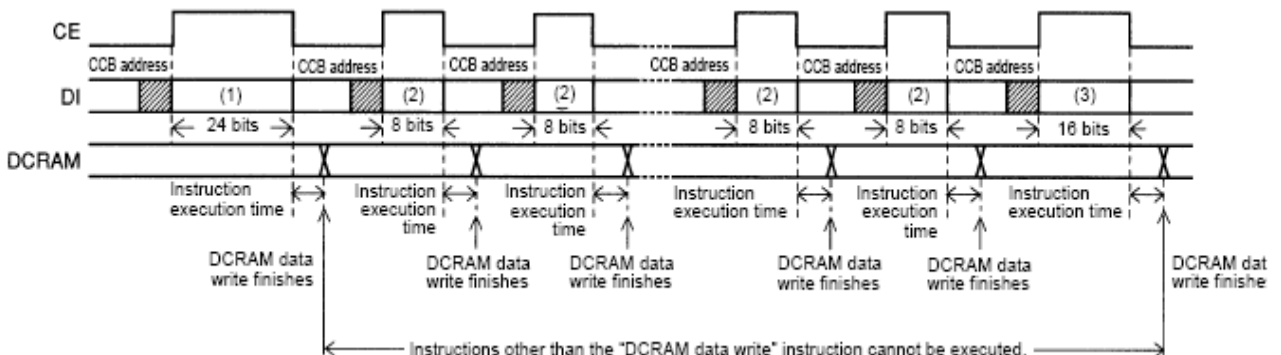 CE
CCB address CCB address CCB address CCB address CCB address CCB address
DI (1) (2) (2) (2) (2) (3)
24 bits 8 bits 8 bits 8 bits 8 bits 16 bits
DCRAM
Instruction Instruction Instruction Instruction Instruction Instruction
execution time execution execution execution time execution execution time
time time time
DCRAM data DCRAM data DCRAM data DCRAM data DCRAM data DCRAM dat
write finishes write finishes write finishes write finishes write finishes write finishe
Instructions other than the "DCRAM data write" instruction cannot be executed.